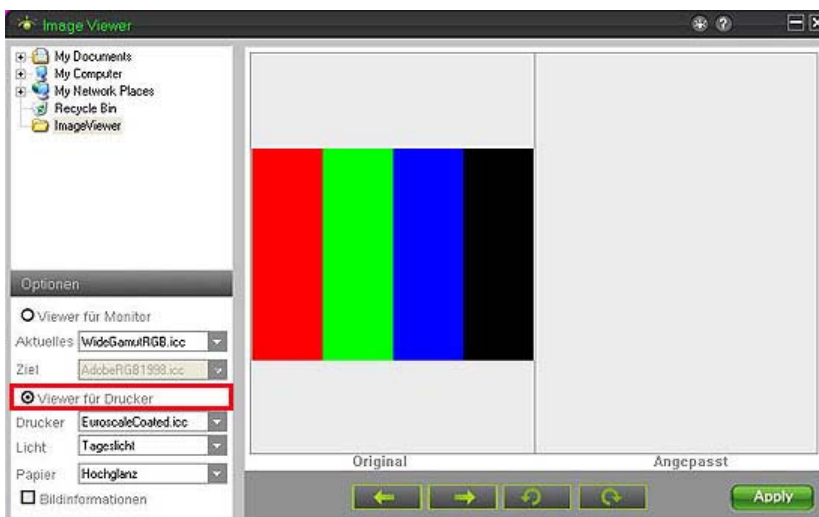 Image Viewer
My Documents
My Computer
My Network Places
Recycle Bin
ImageViewer
Optionen
Viewer für Monitor
Aktuelles WideGamutRGB.icc
Ziel AdobeRGB1998.icc
Viewer für Drucker
Drucker EuroscaleCoated.icc
Licht Tageslicht
Papier Hochglanz
Bildinformationen
Original
Angepasst
Apply